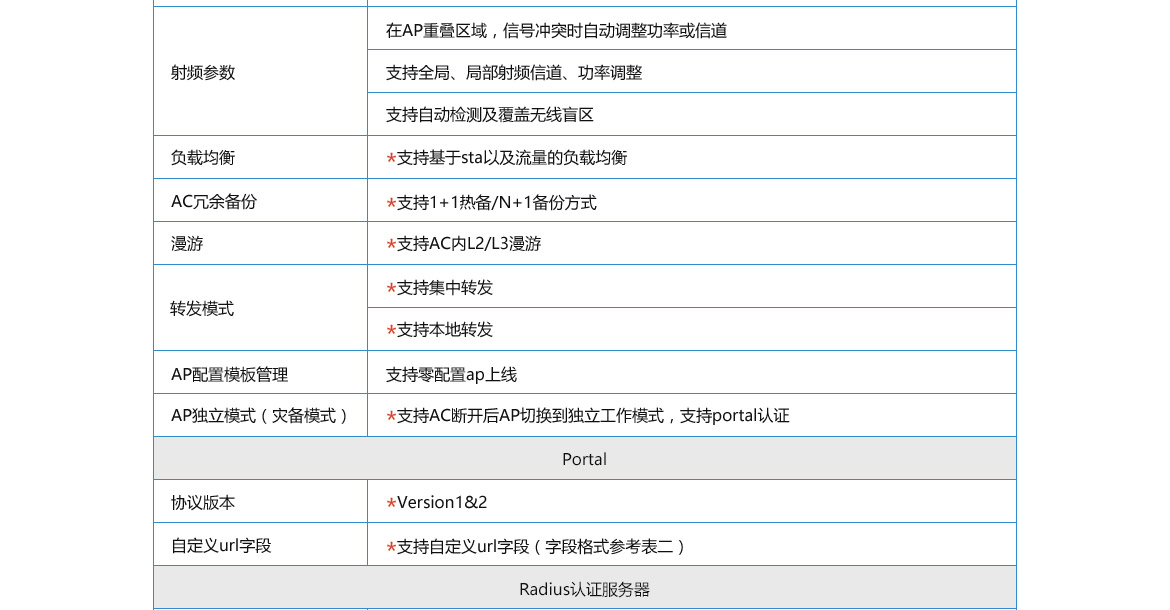 在AP重叠区域，信号冲突时自动调整功率或信道
射频参数
支持全局、局部射频信道、功率调整
支持自动检测及覆盖无线盲区
负载均衡
*支持基于sta以及流量的负载均衡
AC冗余备份
*支持1+1热备/N+1备份方式
漫游
*支持AC内L2/L3漫游
转发模式
*支持集中转发
*支持本地转发
AP配置模板管理
支持零配置ap上线
AP独立模式（灾备模式）
*支持AC断开后AP切换到独立工作模式，支持portal认证
Portal
协议版本
*Version1&2
自定义url字段
*支持自定义url字段（字段格式参考表二）
Radius认证服务器